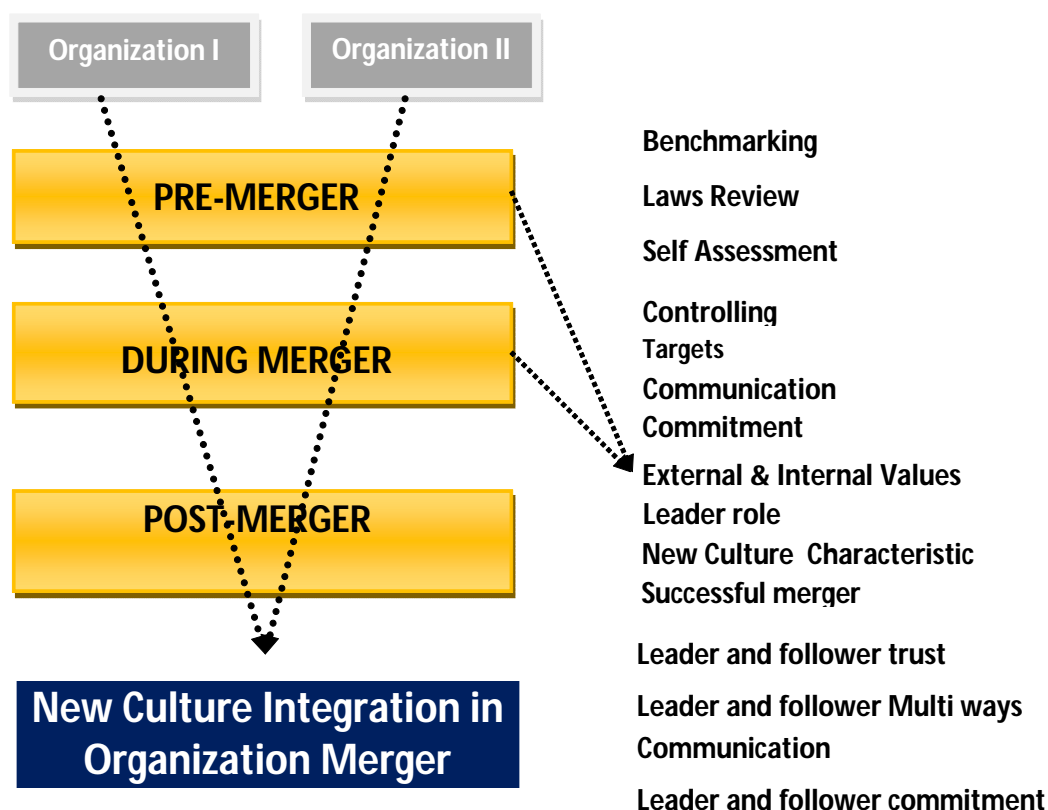 Organization I
Organization II
PRE-MERGER
DURING MERGER
POST-MERGER
New Culture Integration in
Organization Merger
Benchmarking
Laws Review
Self Assessment
Controlling
Targets
Communication
Commitment
External & Internal Values
Leader role
New Culture Characteristic
Successful merger
Leader and follower trust
Leader and follower Multi ways
Communication
Leader and follower commitment